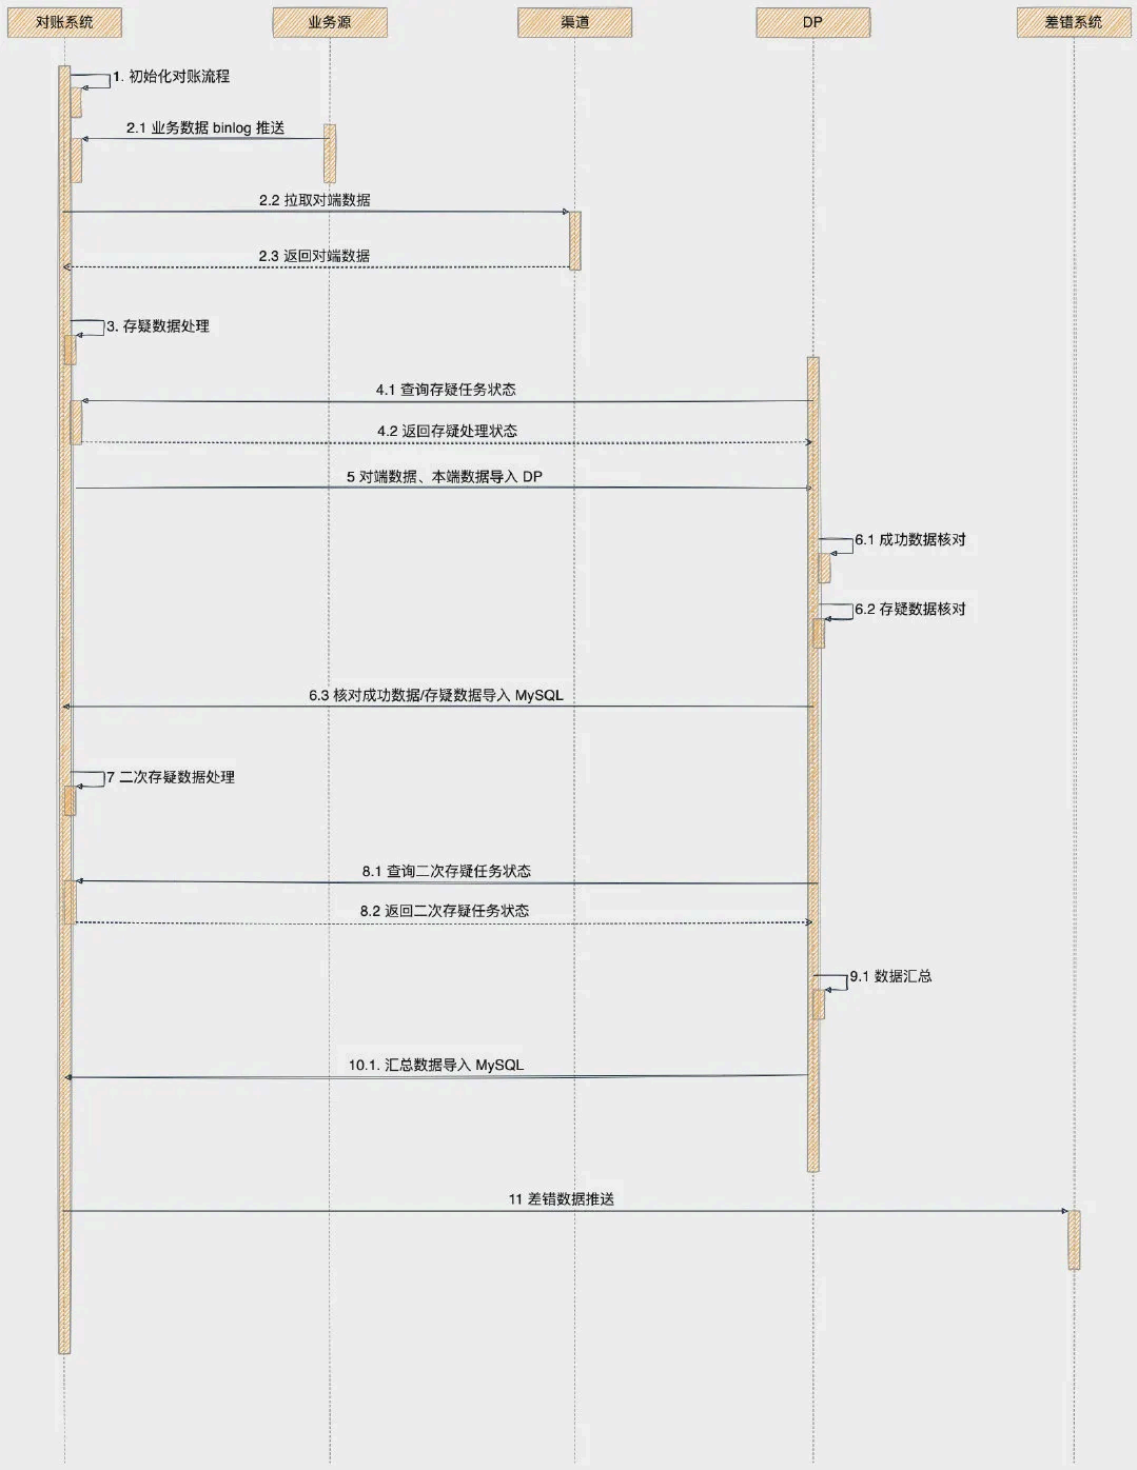 对账系统
业务源
渠道
DP
差错系统
1. 初始化对账流程
2.1 业务数据 binlog 推送
2.2 拉取对端数据
2.3 返回对端数据
3. 存疑数据处理
4.1 查询存疑任务状态
4.2 返回存疑处理状态
5 对端数据、本端数据导入 DP
6.1 成功数据核对
6.2 存疑数据核对
6.3 核对成功数据/存疑数据导入 MySQL
7 二次存疑数据处理
8.1 查询二次存疑任务状态
8.2 返回二次存疑任务状态
9.1 数据汇总
10.1. 汇总数据导入 MySQL
11 差错数据推送